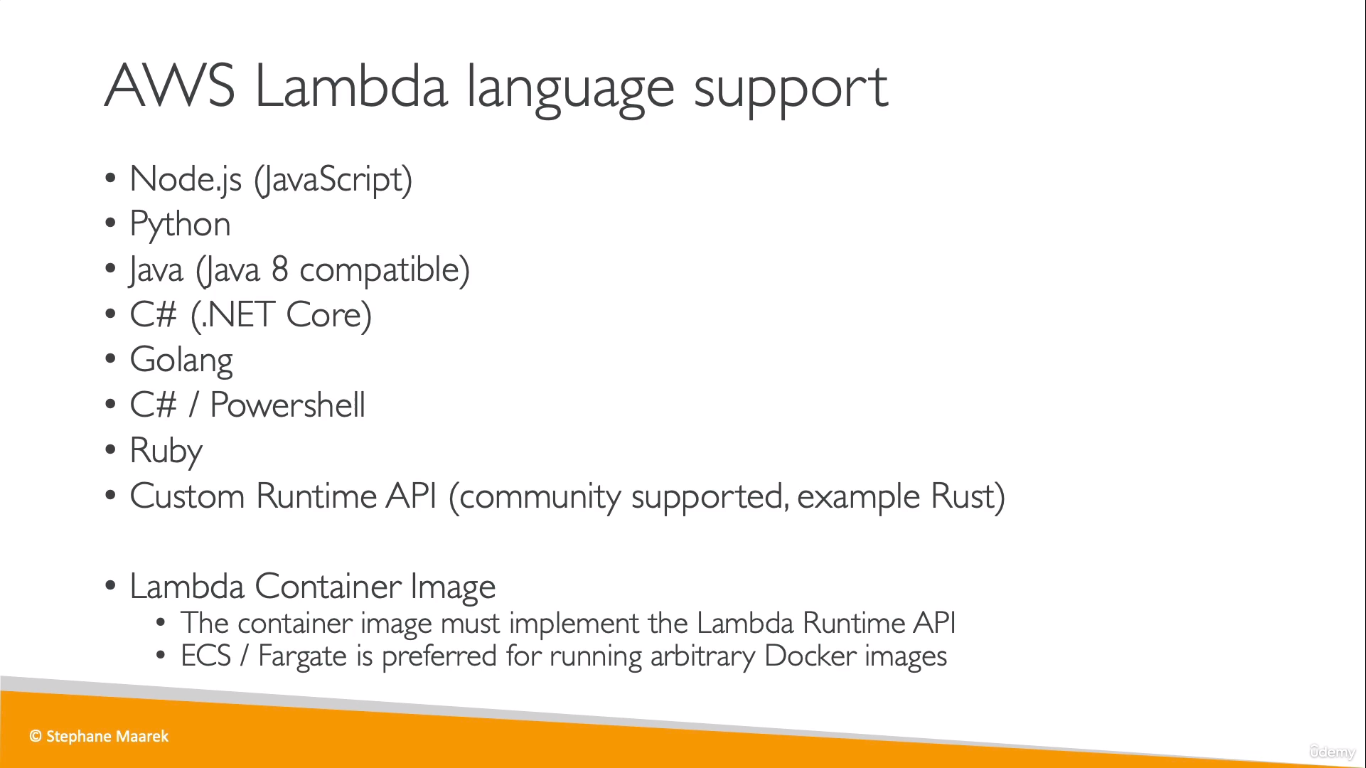 AWS Lambda language support
• Node.js (JavaScript)
• Python
• Java (Java 8 compatible)
• C# (.NET Core)
• Golang
• C# / Powershell
• Ruby
• Custom Runtime API (community supported, example Rust)
• Lambda Container Image
• The container image must implement the Lambda Runtime API
• ECS / Fargate is preferred for running arbitrary Docker images
© Stephane Maarek
ûdemy